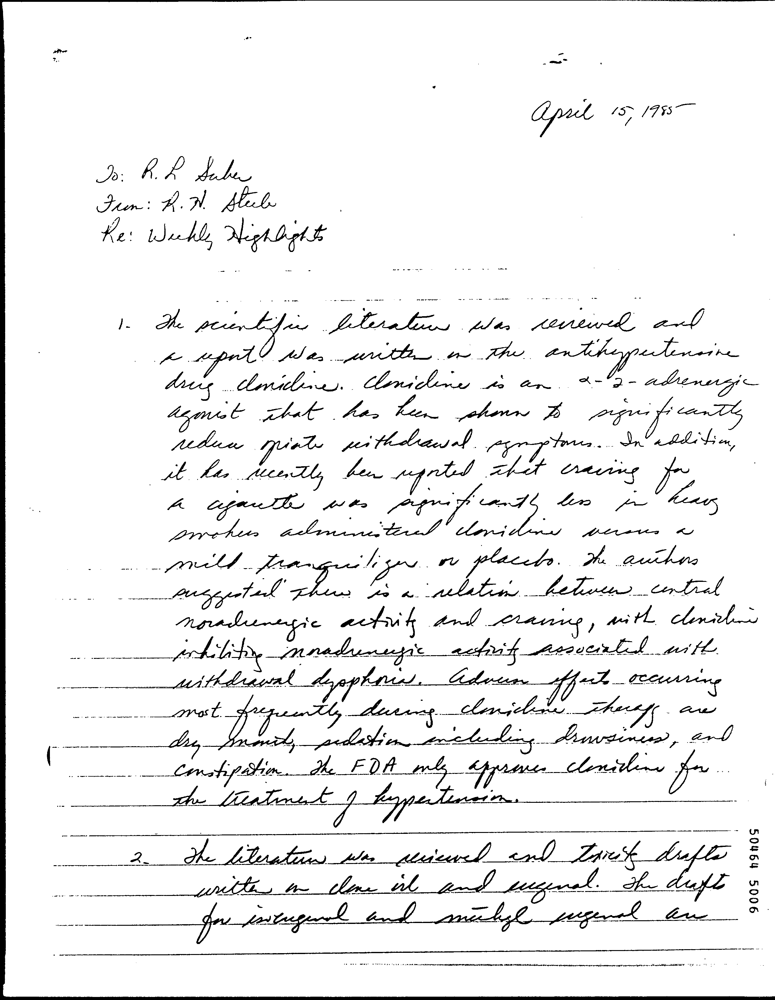 April 15, 1985
To: R. L Suber
From: R. H. Steele
Re: Weekly Highlights
1. The scientific literature was reviewed and
a report was written on the antihypertensive
drug clonidine. Clonidine is an α-2-adrenergic
agonist that has been shown to significantly
reduce opiate withdrawal symptoms. In addition,
it has recently been reported that craving for
a cigarette was significantly less in heavy
smokers administered clonidine versus a
mild tranquilizer or placebo. The authors
suggested there is a relation between central
noradrenergic activity and craving, with clonidine
inhibiting noradrenergic activity associated with
withdrawal dysphoria. Adverse effects occurring
most frequently during clonidine therapy are
dry mouth, sedation including drowsiness, and
constipation. The FDA only approves clonidine for
the treatment of hypertension.
2. The literature was reviewed and toxicity drafts
written on clove oil and eugenol. The drafts
for isoeugenol and methyl eugenol are
50464 5006